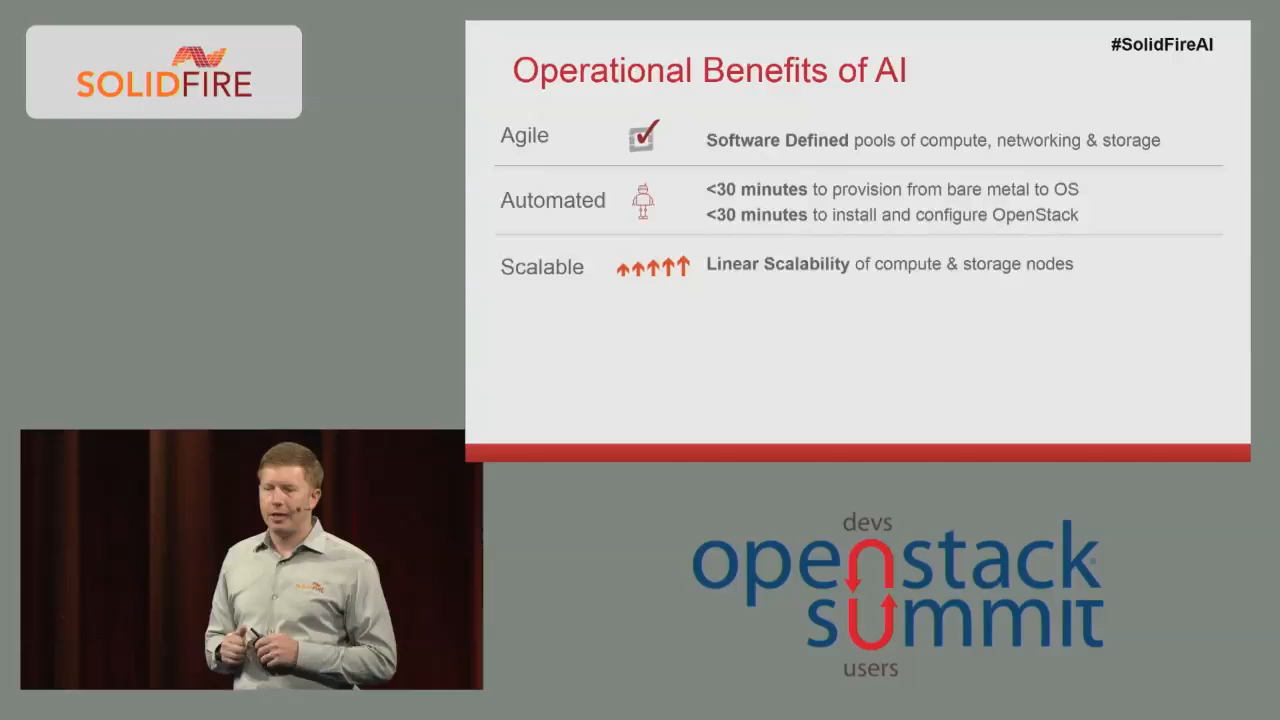 SOLIDFIRE
#SolidFireAI
Operational Benefits of AI
Agile
Software Defined pools of compute, networking & storage
Automated
<30 minutes to provision from bare metal to OS
<30 minutes to install and configure OpenStack
Scalable
Linear Scalability of compute & storage nodes
SOLIDFIRE
devs
openstack
summit
users